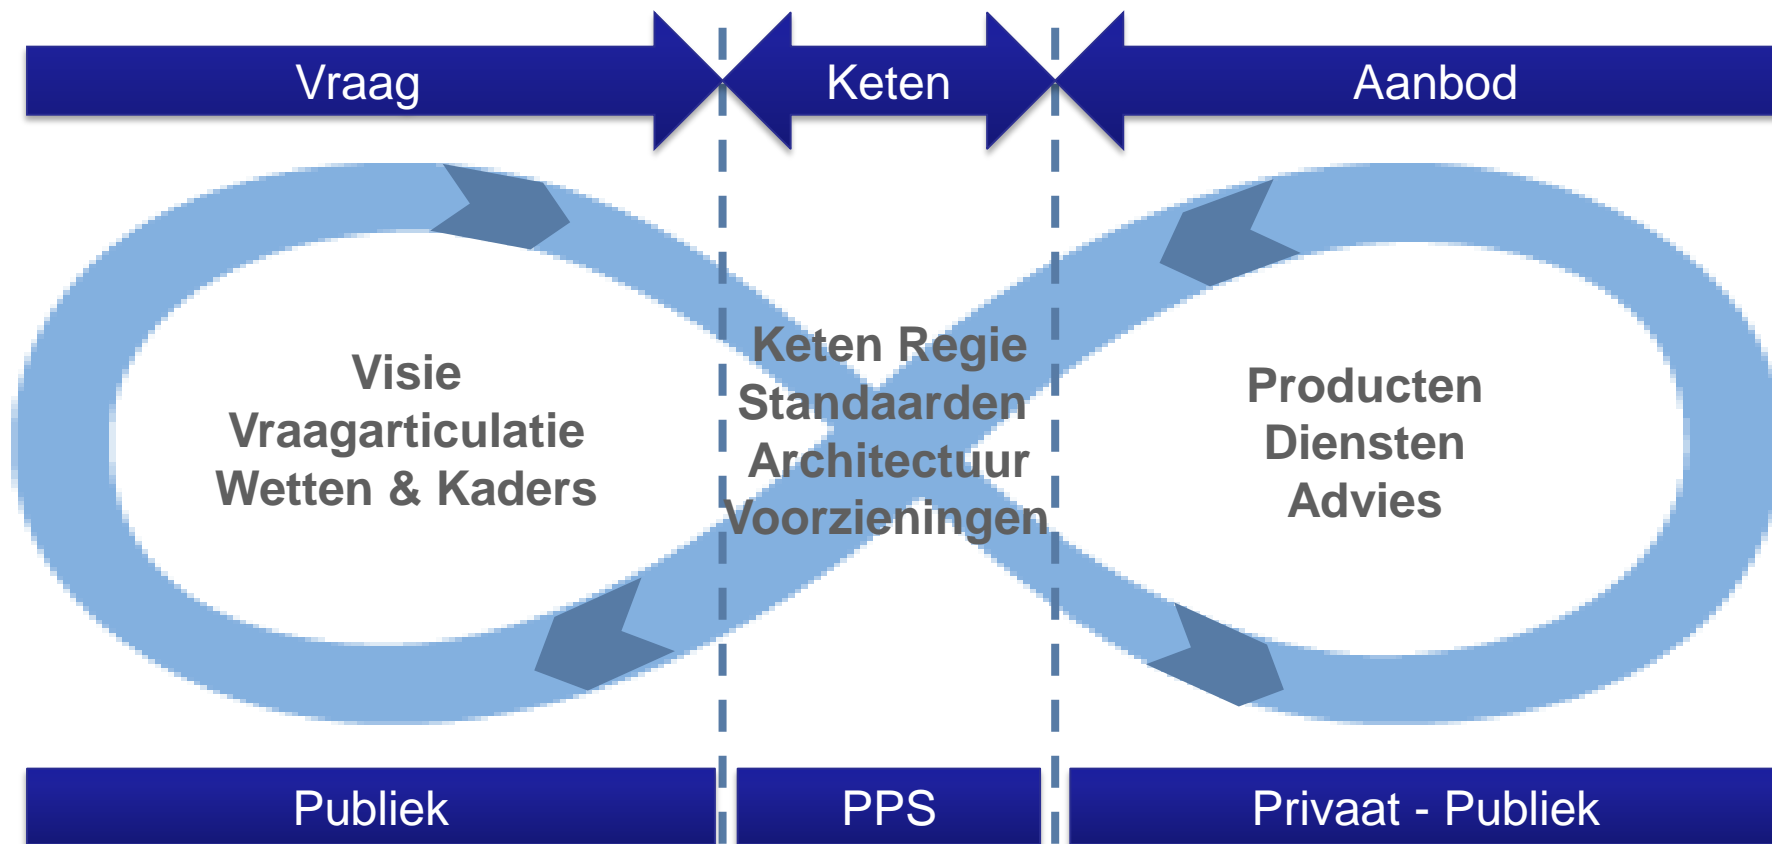 Vraag
Keten
Aanbod
Visie
Vraagarticulatie
Wetten & Kaders
Keten Regie
Standaarden
Architectuur
Voorzieningen
Producten
Diensten
Advies
Publiek
PPS
Privaat - Publiek